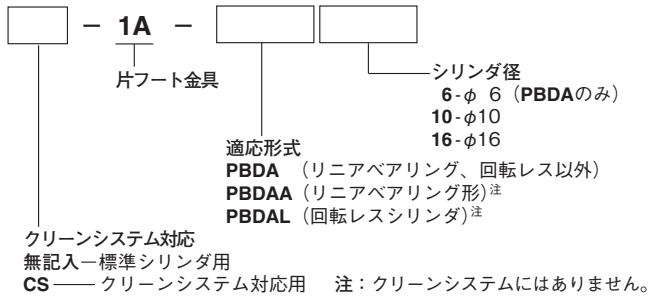 － 1A －
片フート金具
シリンダ径
6-φ 6（PBDAのみ）
10-φ10
16-φ16
適応形式
PBDA （リニアベアリング、回転レス以外）
PBDAA（リニアベアリング形）注
PBDAL（回転レスシリンダ）注
クリーンシステム対応
無記入－標準シリンダ用
CS ―― クリーンシステム対応用 注：クリーンシステムにはありません。